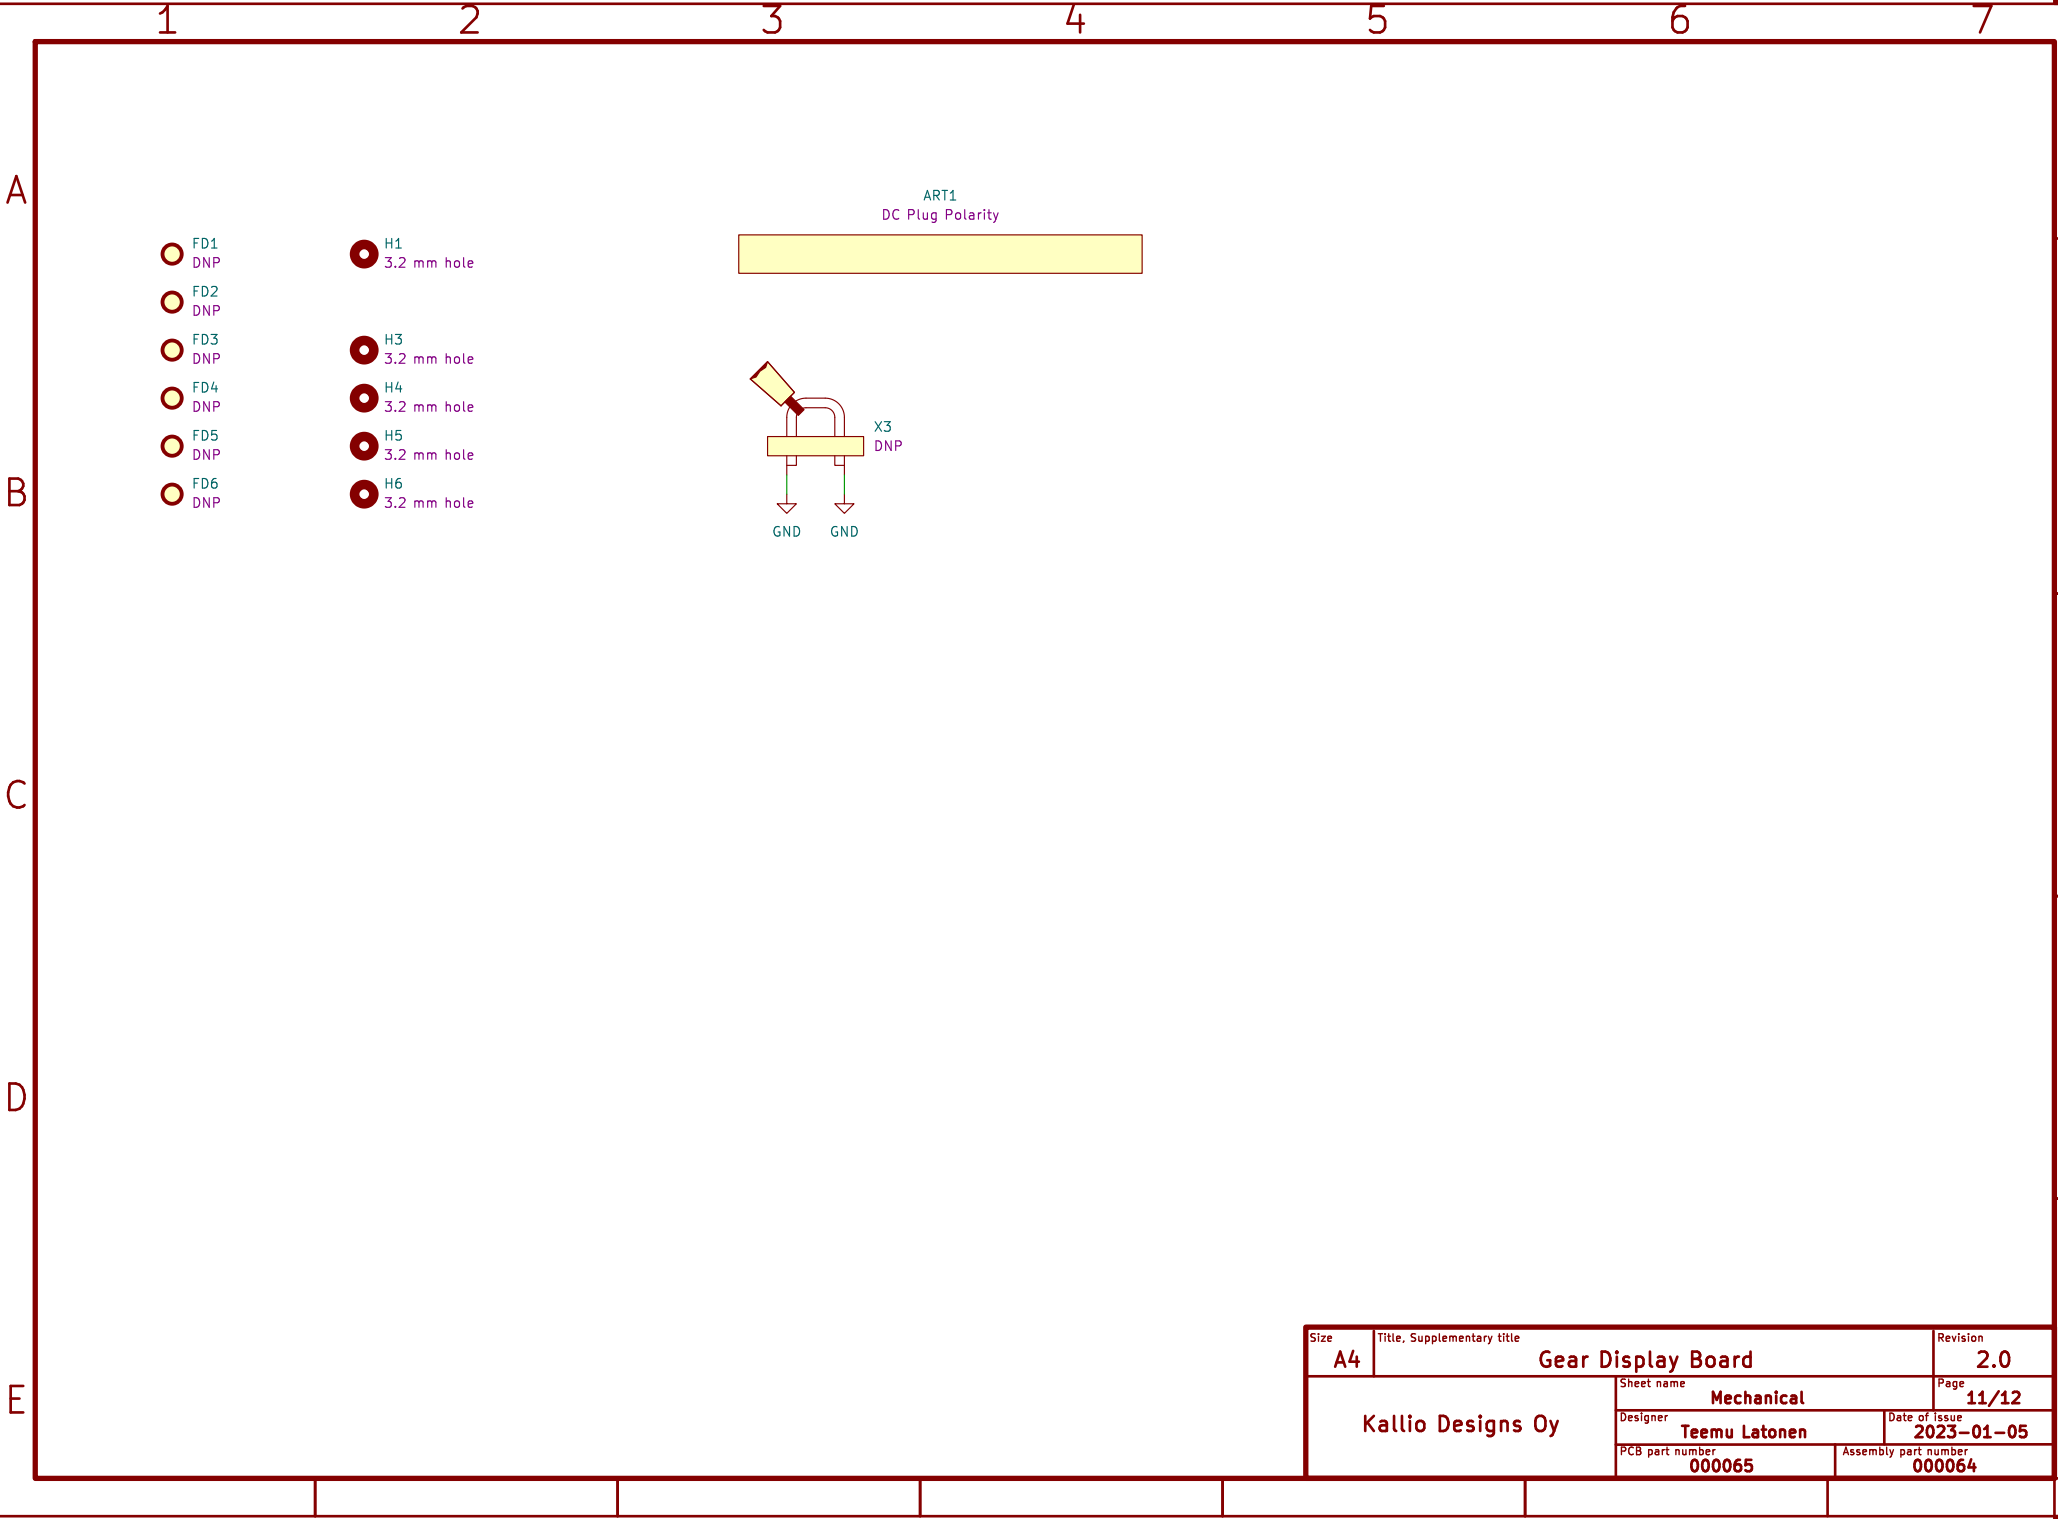 1 2 3 4 5 6 7
A
B
C
D
E
FD1
DNP
FD2
DNP
FD3
DNP
FD4
DNP
FD5
DNP
FD6
DNP
H1
3.2 mm hole
H3
3.2 mm hole
H4
3.2 mm hole
H5
3.2 mm hole
H6
3.2 mm hole
ART1
DC Plug Polarity
X3
DNP
GND GND
Size
A4
Title, Supplementary title
Gear Display Board
Revision
2.0
Kallio Designs Oy
Sheet name
Mechanical
Page
11/12
Designer
Teemu Latonen
Date of issue
2023-01-05
PCB part number
000065
Assembly part number
000064